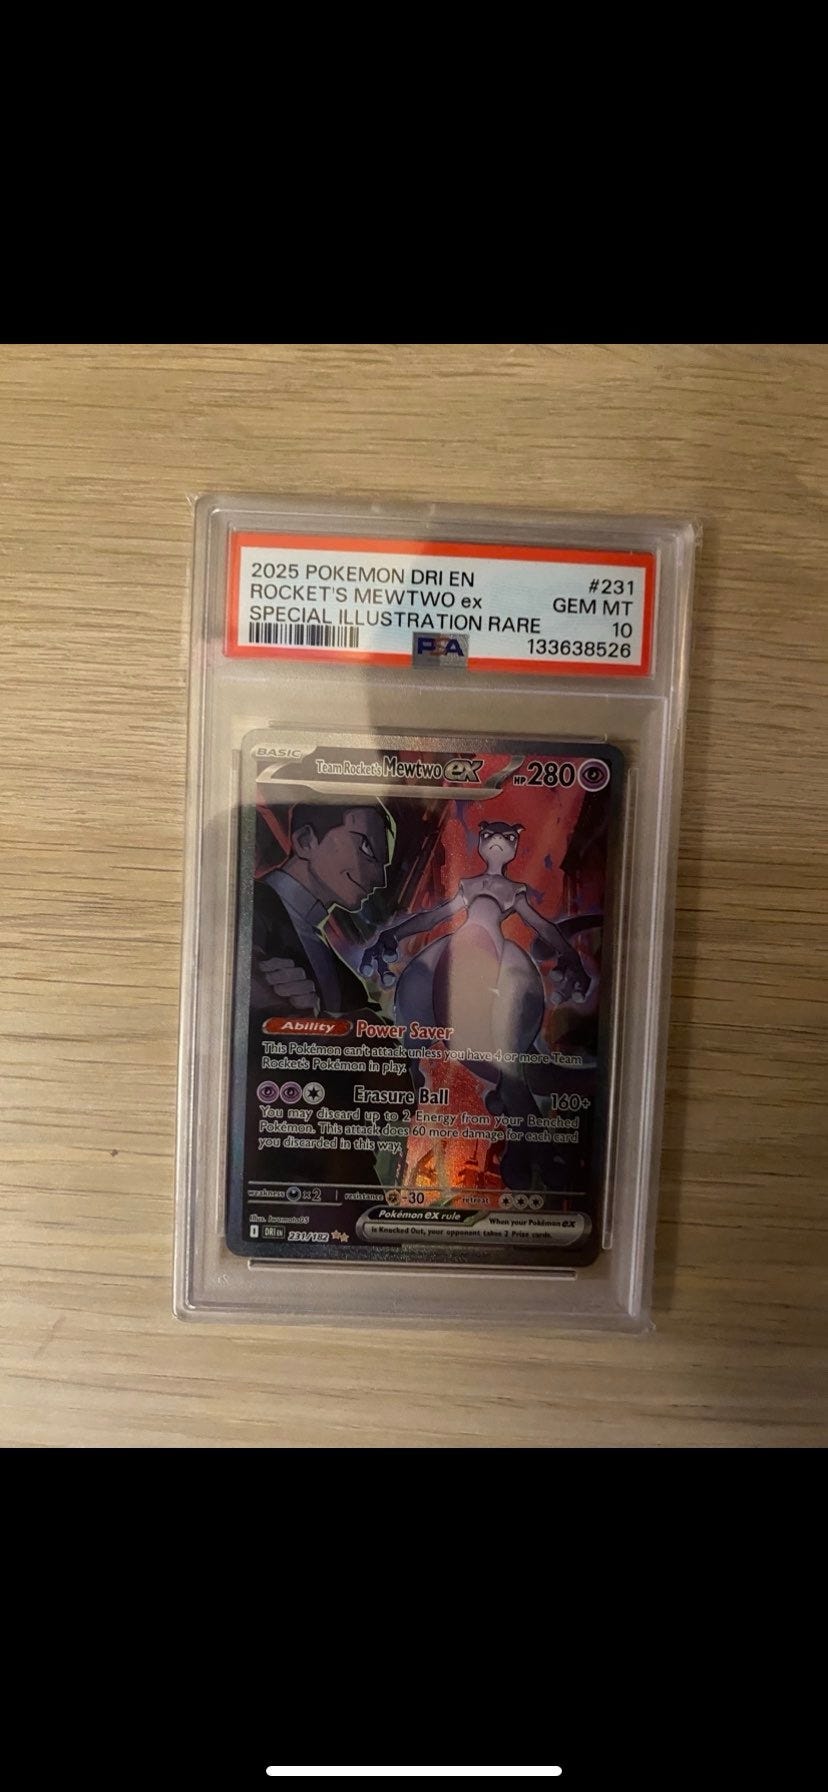 2025 POKEMON DRI EN #231
ROCKET'S MEWTWO ex GEM MT
SPECIAL ILLUSTRATION RARE 10
PSA 133638526
BASIC
Team Rocket's Mewtwo ex HP 280
Ability Power Saver
This Pokémon can't attack unless you have 4 or more Team
Rocket's Pokémon in play.
Erasure Ball 160+
You may discard up to 2 Energy from your Benched
Pokémon. This attack does 60 more damage for each card
you discarded in this way.
weakness x2 resistance -30 retreat
Illus. Iwamoto05
Pokémon ex rule When your Pokémon ex
is Knocked Out, your opponent takes 2 Prize cards.
I DRI EN 231/182